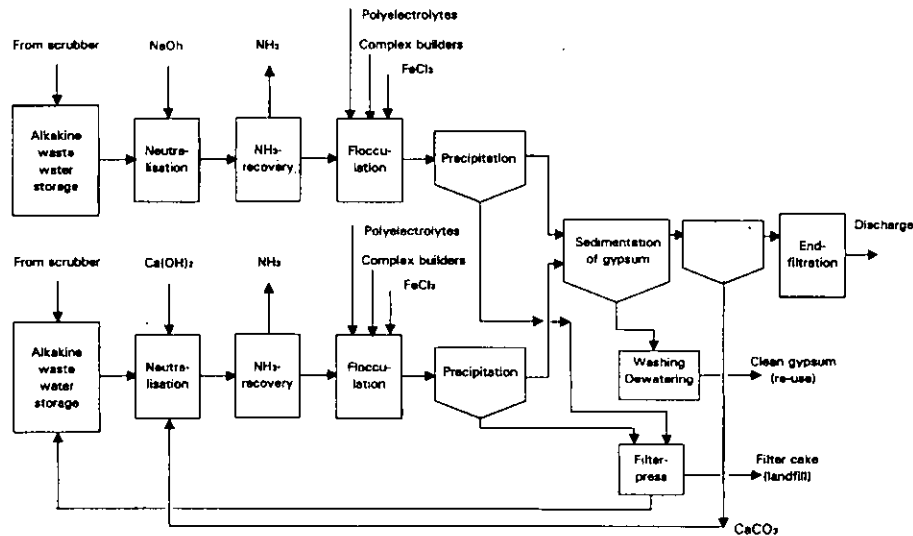 Polyelectrolytes
From scrubber
NaOh
NH₃
Complex builders
FeCl₃
Alkakine
waste
water
storage
Neutra-
lisation
NH₃-
recovery
Floccu-
lation
Precipitation
Sedimentation
of gypsum
End-
filtration
Discharge
Polyelectrolytes
From scrubber
Ca(OH)₂
NH₃
Complex builders
FeCl₃
Alkakine
waste
water
storage
Neutra-
lisation
NH₃-
recovery
Floccu-
lation
Precipitation
Washing
Dewatering
Clean gypsum
(re-use)
Filter-
press
Filter cake
(landfill)
CaCO₃